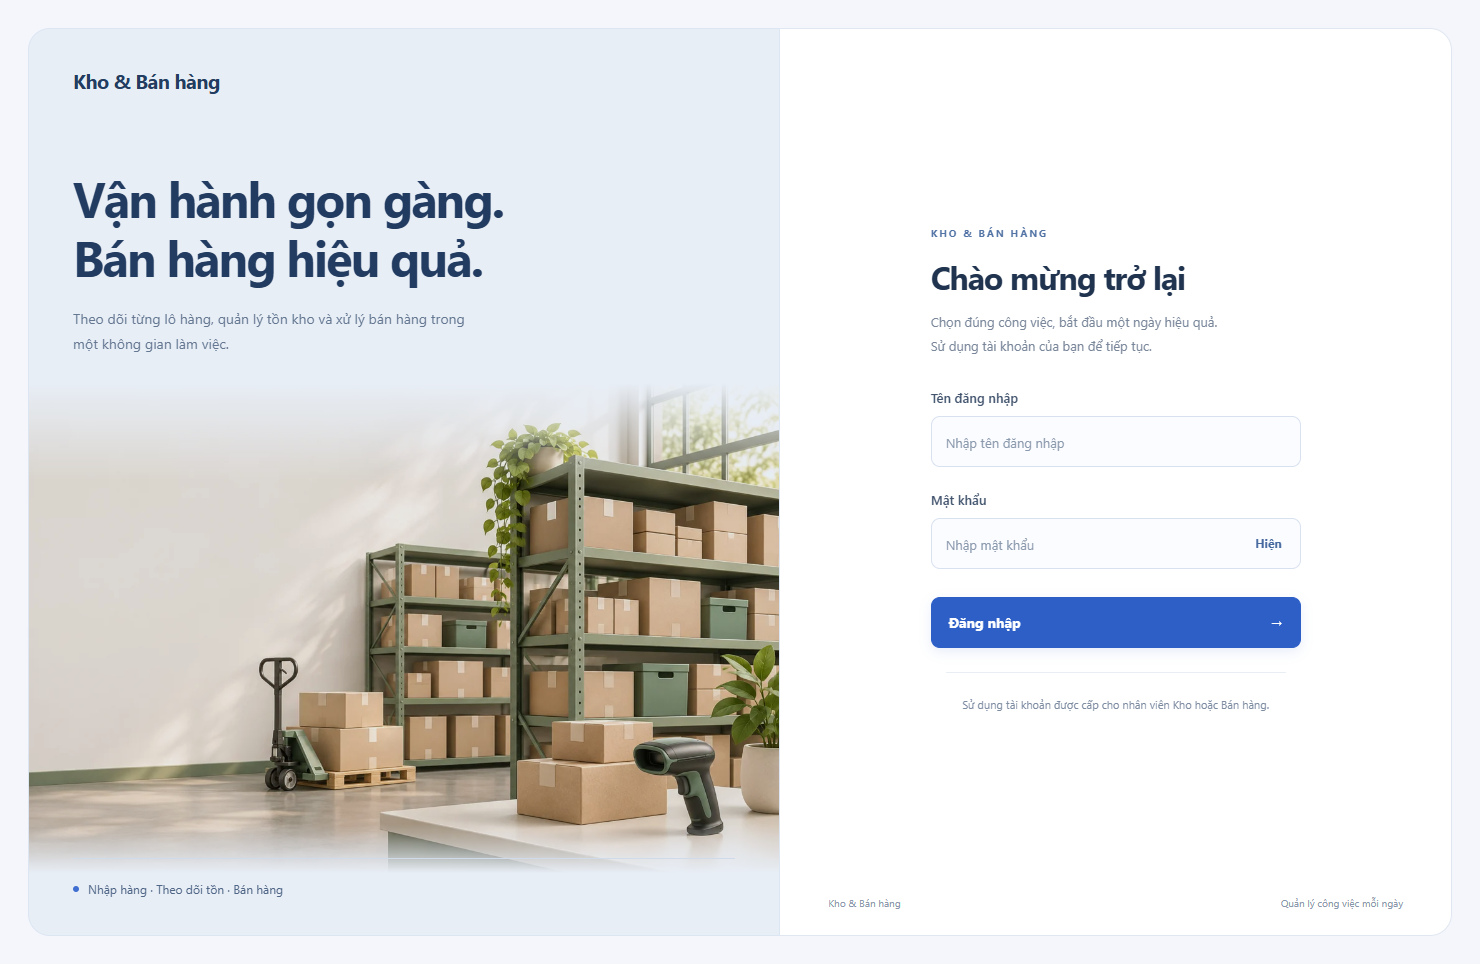 Kho & Bán hàng
Vận hành gọn gàng.
Bán hàng hiệu quả.
Theo dõi từng lô hàng, quản lý tồn kho và xử lý bán hàng trong
một không gian làm việc.
Nhập hàng · Theo dõi tồn · Bán hàng
KHO & BÁN HÀNG
Chào mừng trở lại
Chọn đúng công việc, bắt đầu một ngày hiệu quả.
Sử dụng tài khoản của bạn để tiếp tục.
Tên đăng nhập
Nhập tên đăng nhập
Mật khẩu
Nhập mật khẩu
Hiện
Đăng nhập →
Sử dụng tài khoản được cấp cho nhân viên Kho hoặc Bán hàng.
Kho & Bán hàng
Quản lý công việc mỗi ngày